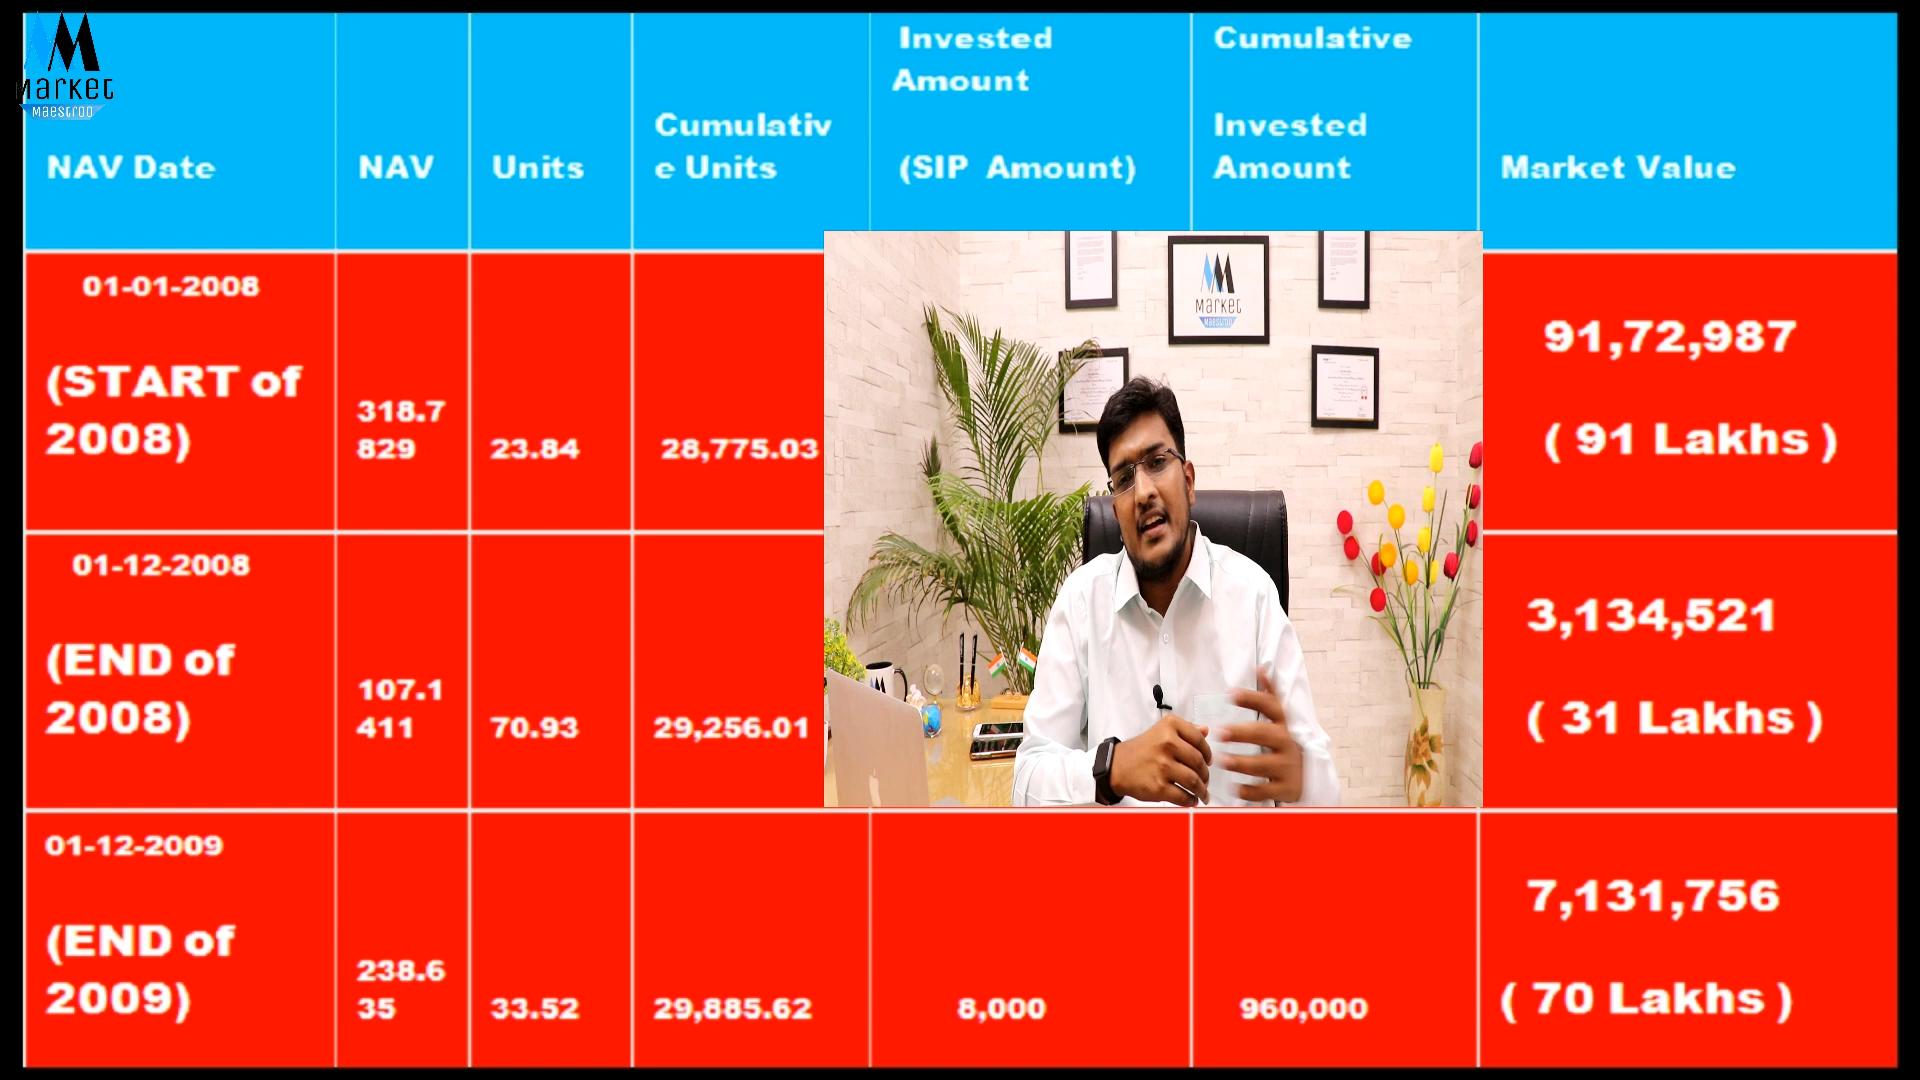 Market
Maestroo
NAV Date
NAV
Units
Cumulativ
e Units
Invested
Amount
(SIP Amount)
Cumulative
Invested
Amount
Market Value
01-01-2008
(START of
2008)
318.7
829
23.84
28,775.03
91,72,987
( 91 Lakhs )
01-12-2008
(END of
2008)
107.1
411
70.93
29,256.01
3,134,521
( 31 Lakhs )
01-12-2009
(END of
2009)
238.6
35
33.52
29,885.62
8,000
960,000
7,131,756
( 70 Lakhs )
Market
Maestroo